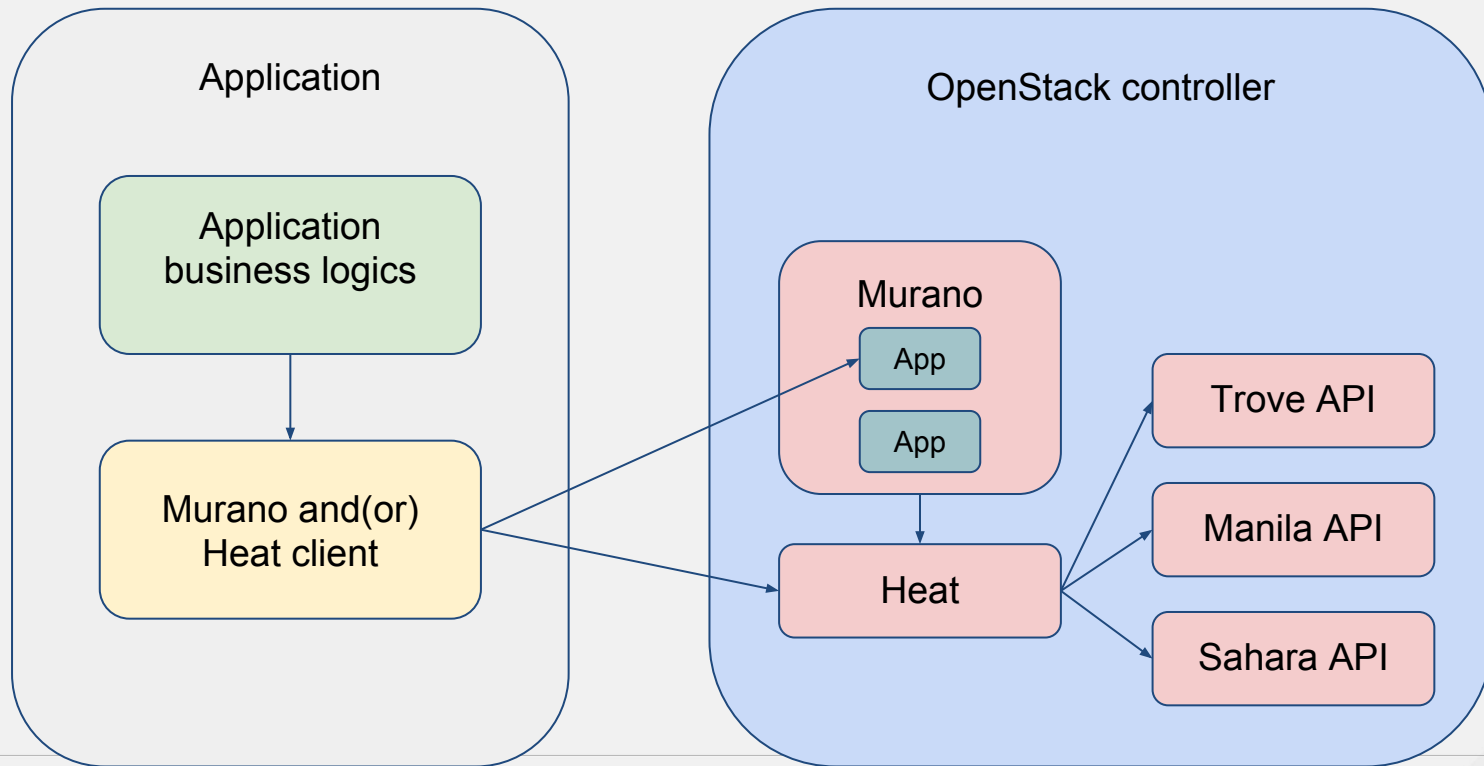 Application
Application
business logics
Murano and(or)
Heat client
OpenStack controller
Murano
App
App
Heat
Trove API
Manila API
Sahara API